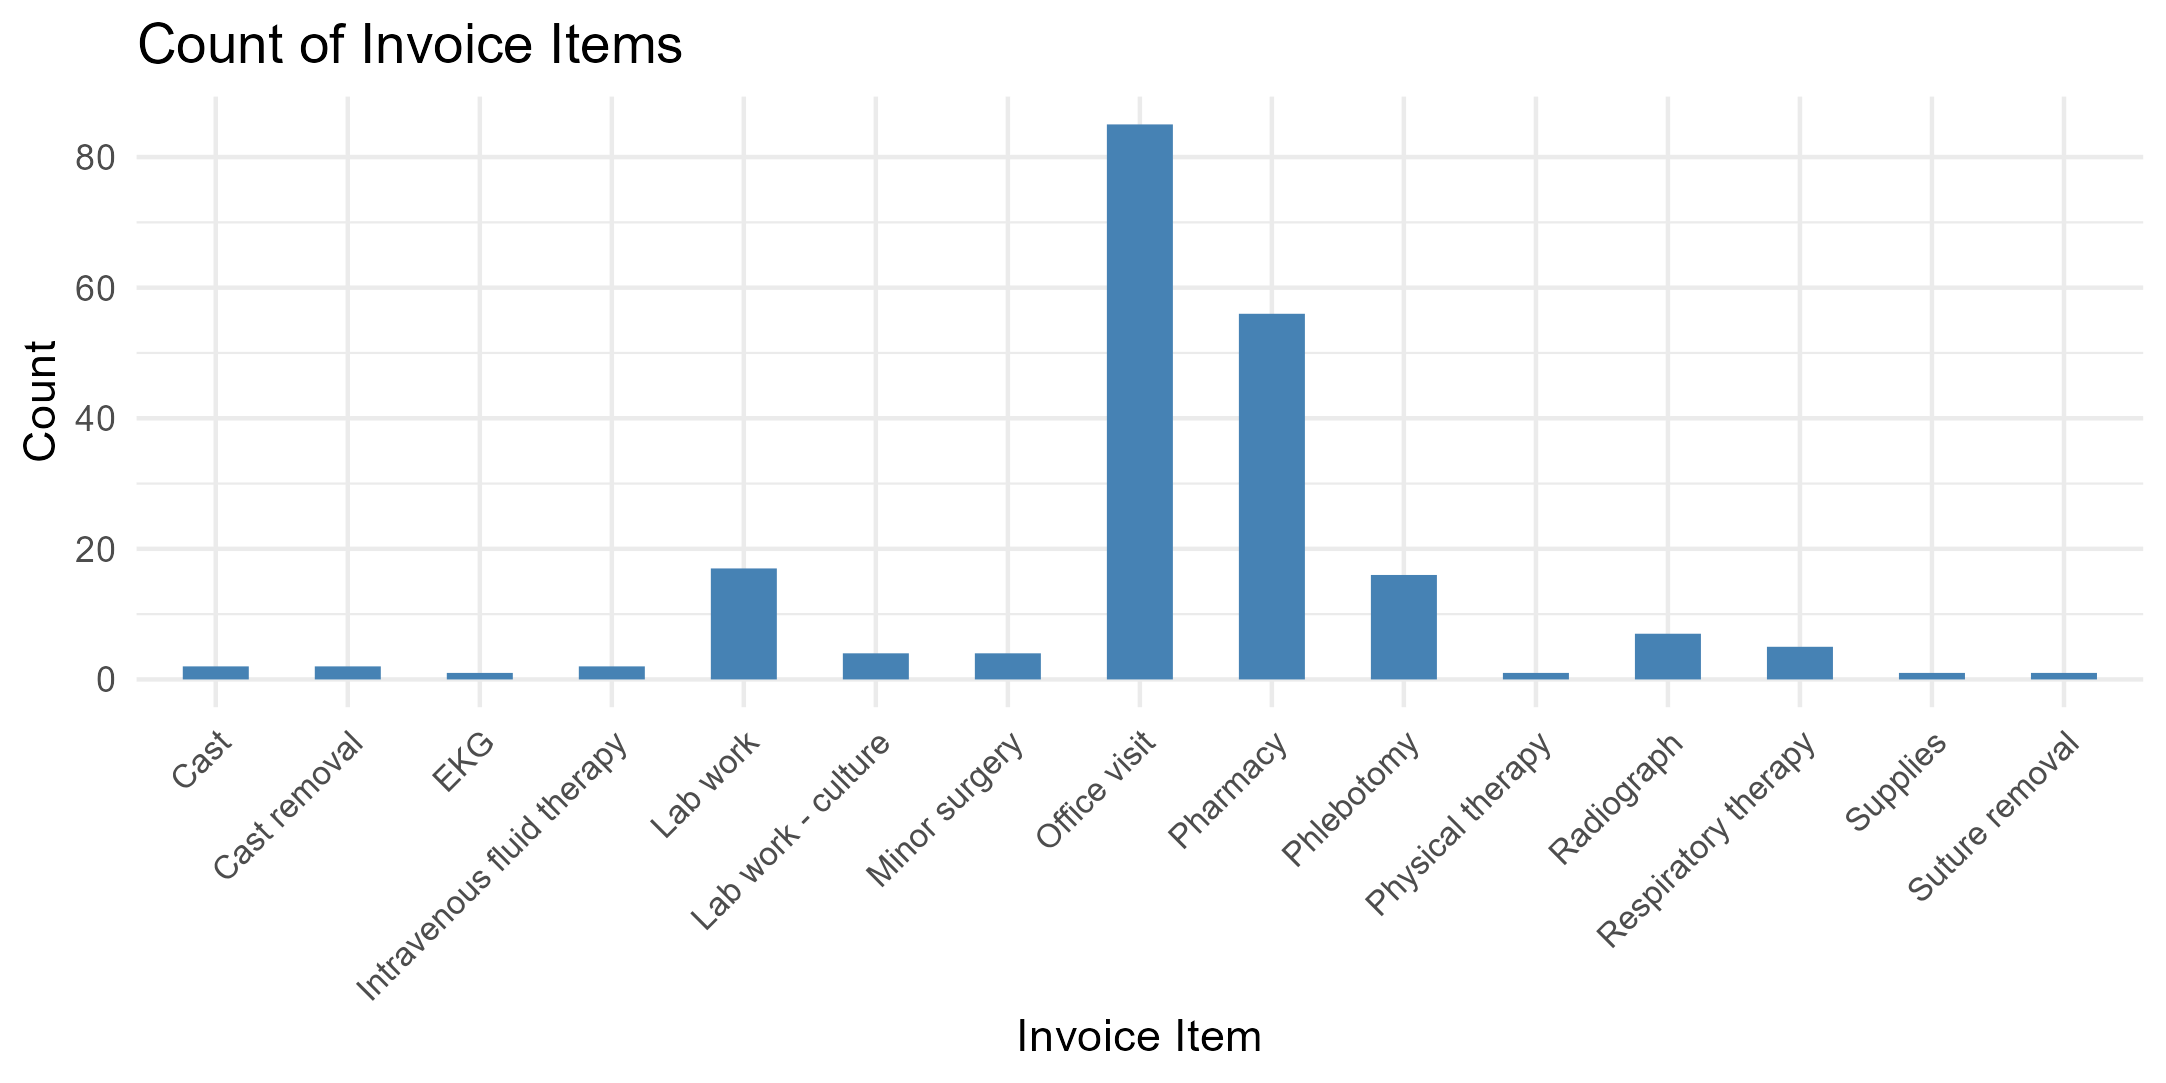 Count of Invoice Items
Count
80
60
40
20
0
Cast
Cast removal
EKG
Intravenous fluid therapy
Lab work
Lab work - culture
Minor surgery
Office visit
Pharmacy
Phlebotomy
Physical therapy
Radiograph
Respiratory therapy
Supplies
Suture removal
Invoice Item